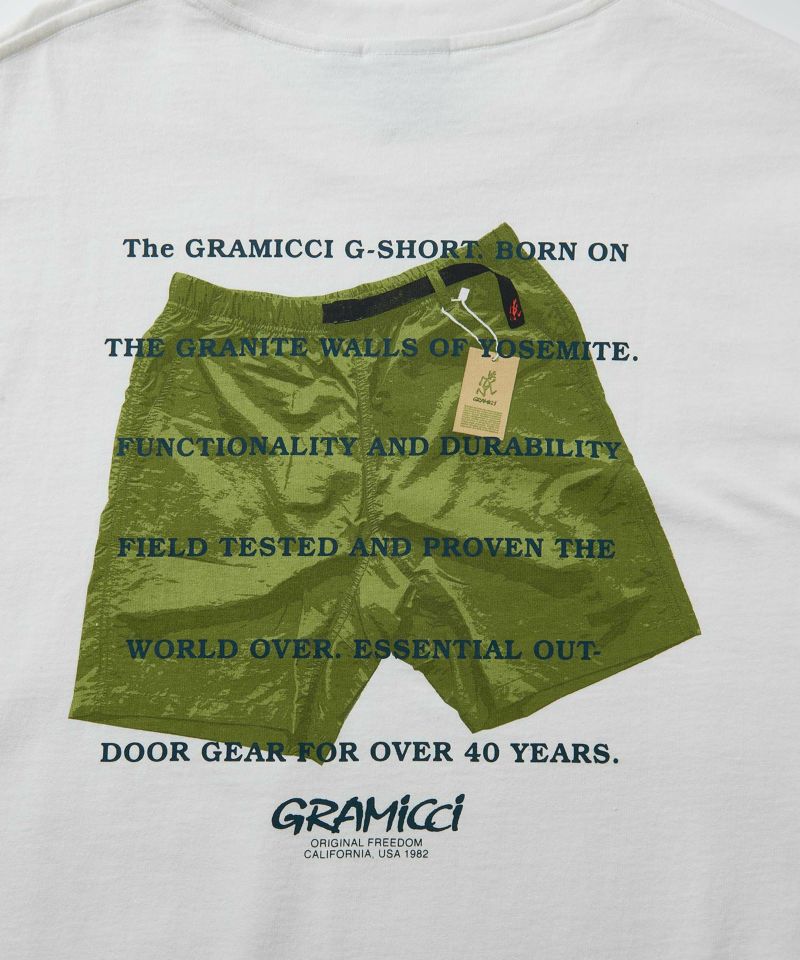 The GRAMICCI G-SHORT. BORN ON
THE GRANITE WALLS OF YOSEMITE.
GRAMICCI
FUNCTIONALITY AND DURABILITY
FIELD TESTED AND PROVEN THE
WORLD OVER. ESSENTIAL OUT-
DOOR GEAR FOR OVER 40 YEARS.
GRAMiCCi
ORIGINAL FREEDOM
CALIFORNIA, USA 1982